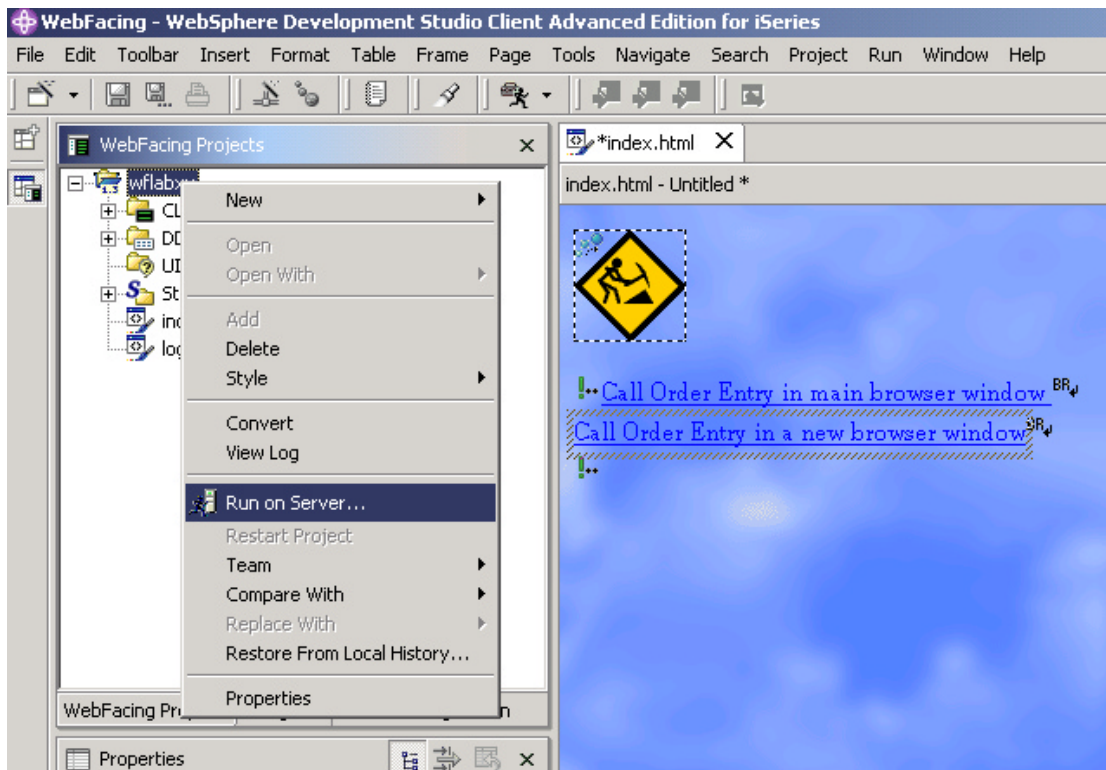 WebFacing - WebSphere Development Studio Client Advanced Edition for iSeries
File Edit Toolbar Insert Format Table Frame Page Tools Navigate Search Project Run Window Help
WebFacing Projects
*index.html
index.html - Untitled *
New
Open
Open With
Add
Delete
Style
Convert
View Log
Run on Server...
Restart Project
Team
Compare With
Replace With
Restore From Local History...
Properties
Call Order Entry in main browser window BR
Call Order Entry in a new browser window BR
Properties